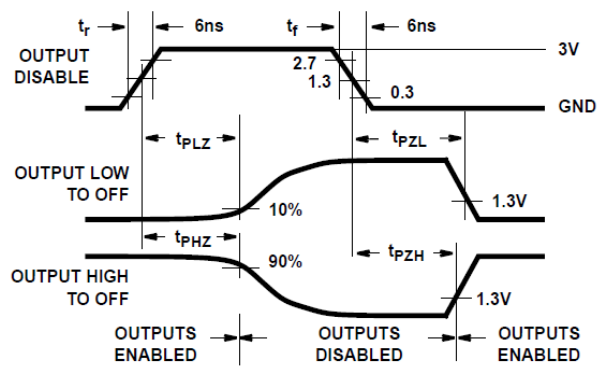 tr 6ns tf 6ns
OUTPUT
DISABLE
3V
2.7
1.3
0.3
GND
tPLZ tPZL
OUTPUT LOW
TO OFF
10%
1.3V
tPHZ tPZH
90%
OUTPUT HIGH
TO OFF
1.3V
OUTPUTS
ENABLED
OUTPUTS
DISABLED
OUTPUTS
ENABLED